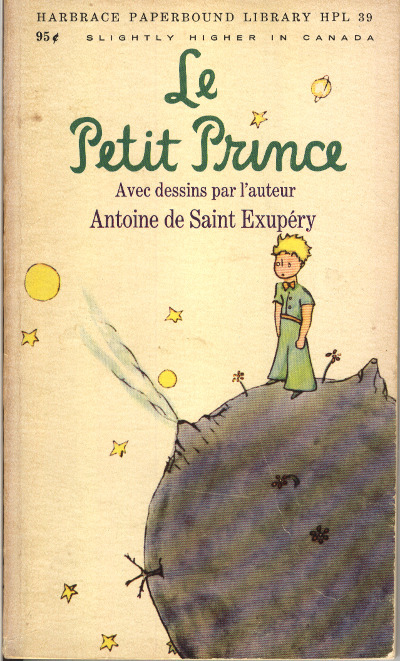 HARBRACE PAPERBOUND LIBRARY HPL 39
95¢ SLIGHTLY HIGHER IN CANADA
Le
Petit Prince
Avec dessins par l'auteur
Antoine de Saint Exupéry